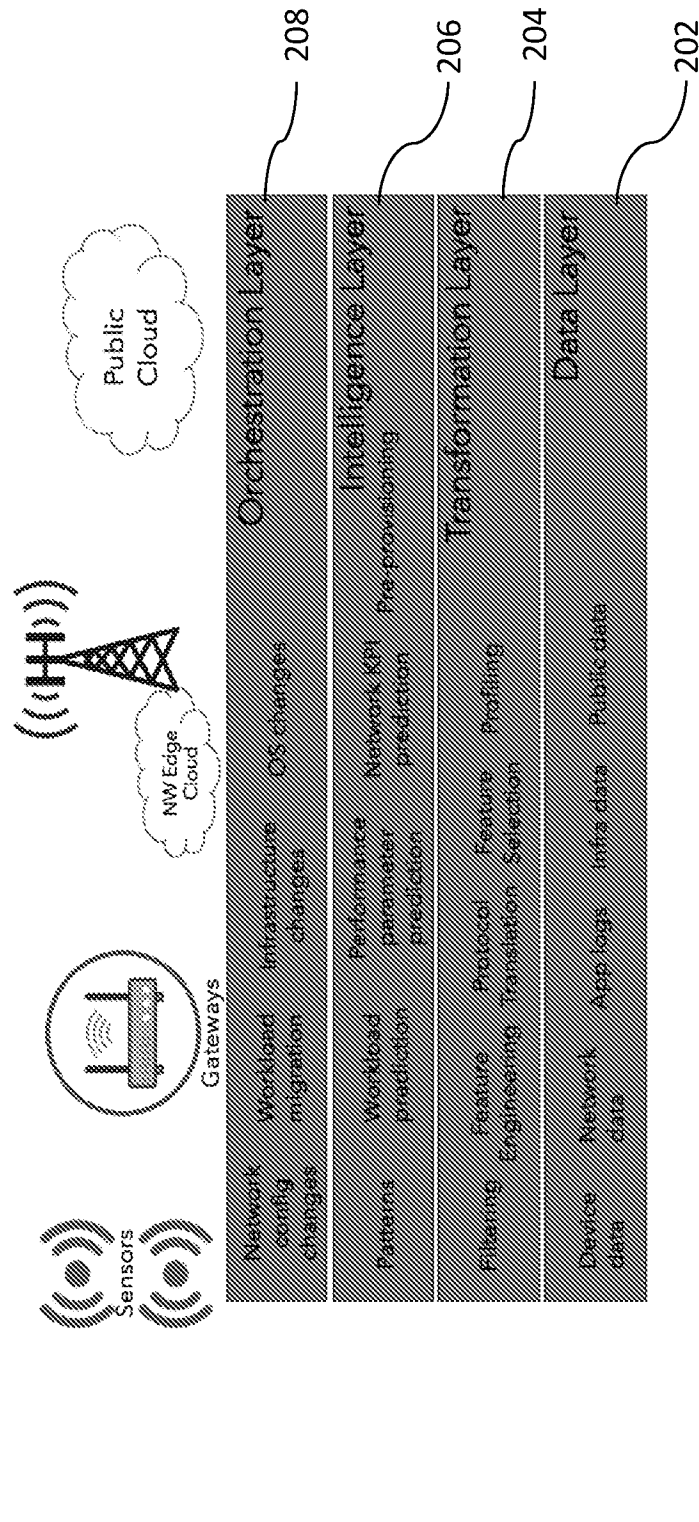 Sensors
Gateways
NW Edge
Cloud
Public
Cloud
Network
config
changes
Workload
migration
Infrastructure
changes
OS changes
Orchestration Layer
208
Patterns
Workload
prediction
Performance
parameter
prediction
Network KPI
prediction
Pre provisioning
Intelligence Layer
206
Filtering
Feature
Engineering
Protocol
Translation
Feature
Selection
Profiling
Transformation Layer
204
Device
data
Network
data
App logs
Infra data
Public data
Data Layer
202